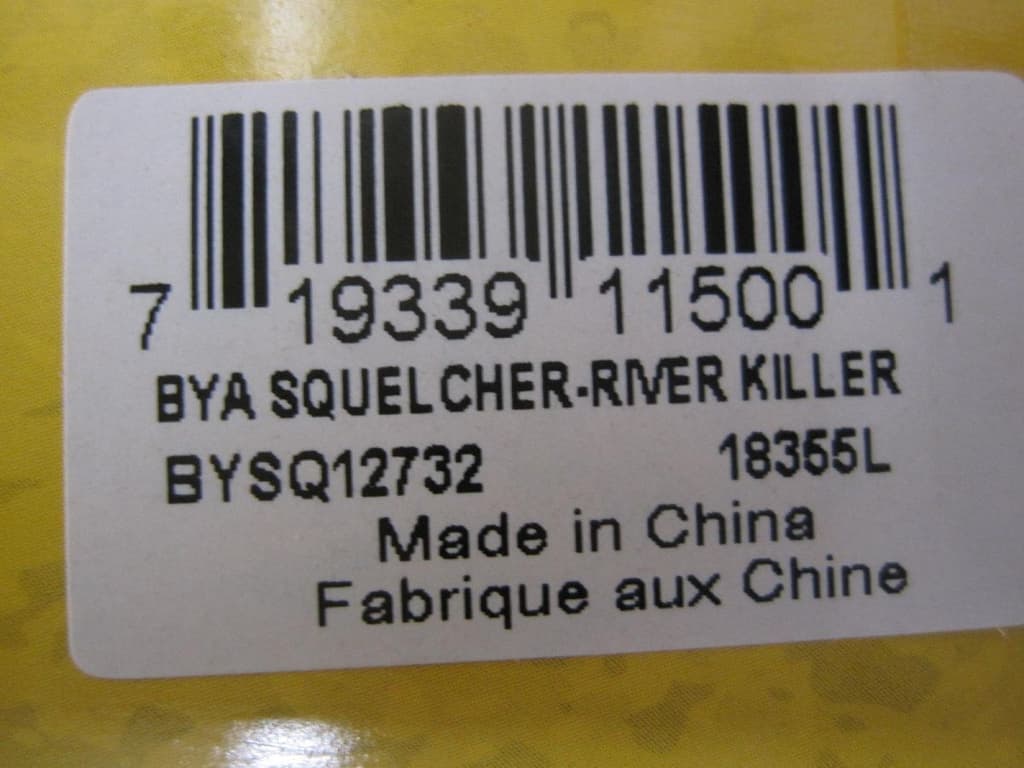 7 19339 11500 1
BYA SQUELCHER-RIVER KILLER
BYSQ12732 18355L
Made in China
Fabrique aux Chine